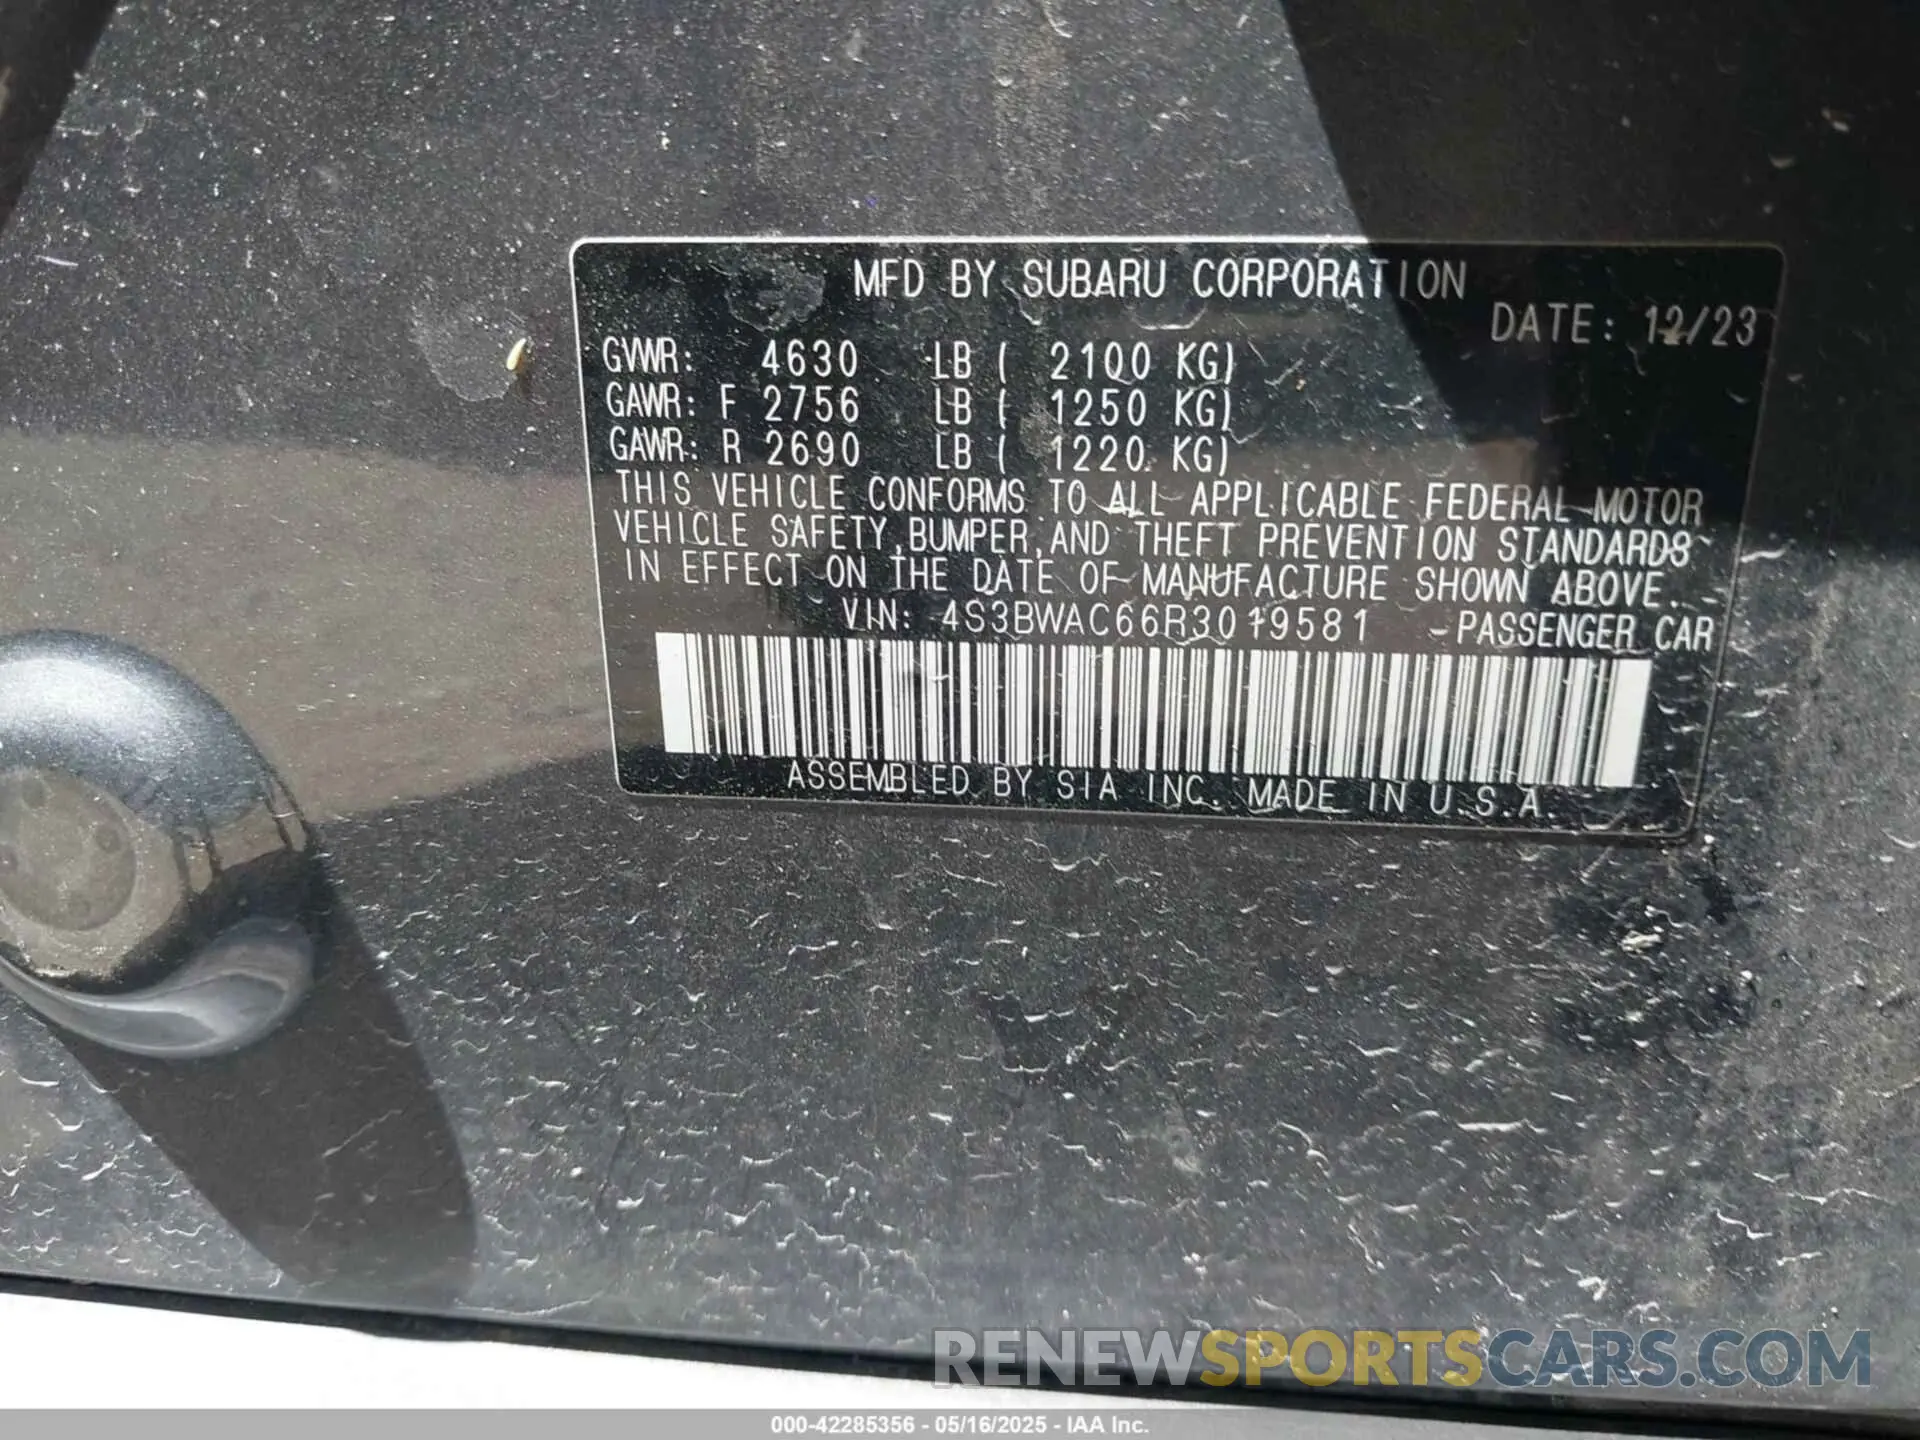 MFD BY SUBARU CORPORATION
DATE: 12/23
GVWR: 4630 LB ( 2100 KG)
GAWR: F 2756 LB ( 1250 KG)
GAWR: R 2690 LB ( 1220 KG)
THIS VEHICLE CONFORMS TO ALL APPLICABLE FEDERAL MOTOR
VEHICLE SAFETY, BUMPER, AND THEFT PREVENTION STANDARDS
IN EFFECT ON THE DATE OF MANUFACTURE SHOWN ABOVE.
VIN: 4S3BWAC66R3019581 PASSENGER CAR
ASSEMBLED BY SIA INC. MADE IN U.S.A.
RENEWSPORTSCARS.COM
000-42285356 - 05/16/2025 - IAA Inc.